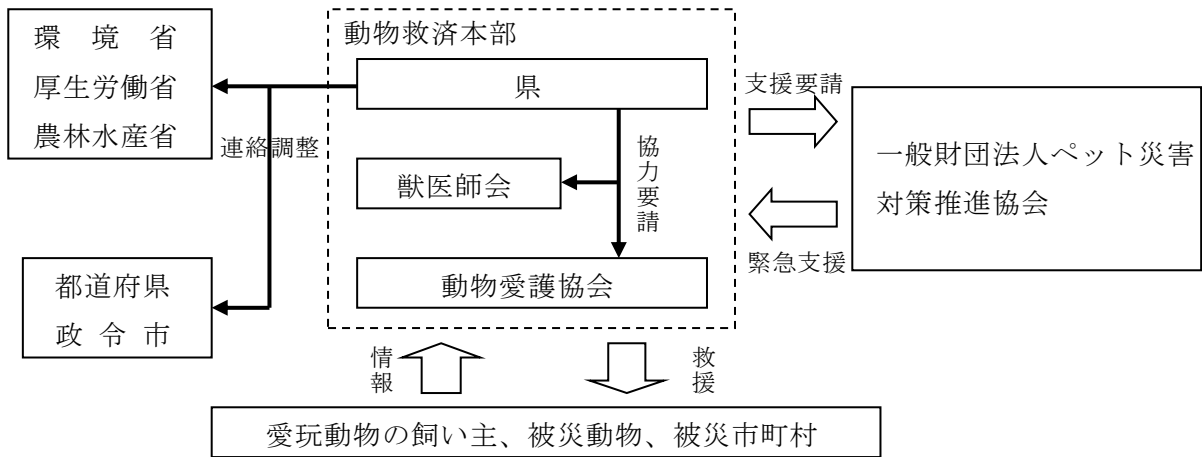 環　境　省
厚生労働省
農林水産省
連絡調整
都道府県
政 令 市
動物救済本部
県
協力要請
獣医師会
動物愛護協会
支援要請
一般財団法人ペット災害
対策推進協会
緊急支援
情報
救援
愛玩動物の飼い主、被災動物、被災市町村